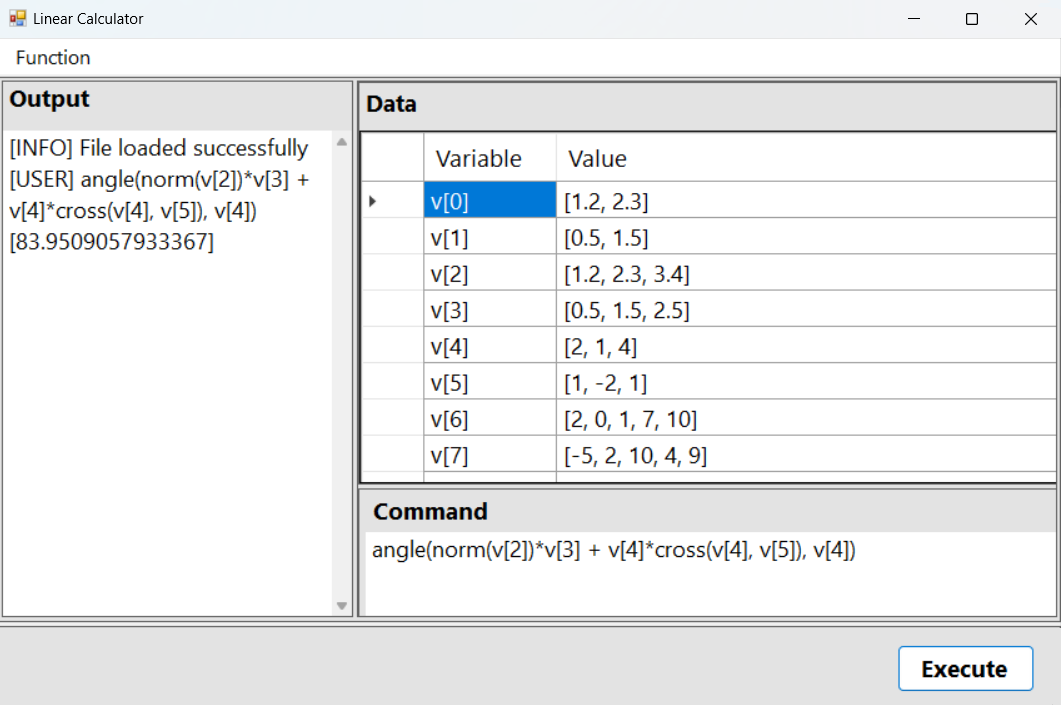 Linear Calculator
Function
Output
[INFO] File loaded successfully
[USER] angle(norm(v[2])*v[3] +
v[4]*cross(v[4], v[5]), v[4])
[83.9509057933367]
Data
Variable Value
v[0] [1.2, 2.3]
v[1] [0.5, 1.5]
v[2] [1.2, 2.3, 3.4]
v[3] [0.5, 1.5, 2.5]
v[4] [2, 1, 4]
v[5] [1, -2, 1]
v[6] [2, 0, 1, 7, 10]
v[7] [-5, 2, 10, 4, 9]
Command
angle(norm(v[2])*v[3] + v[4]*cross(v[4], v[5]), v[4])
Execute